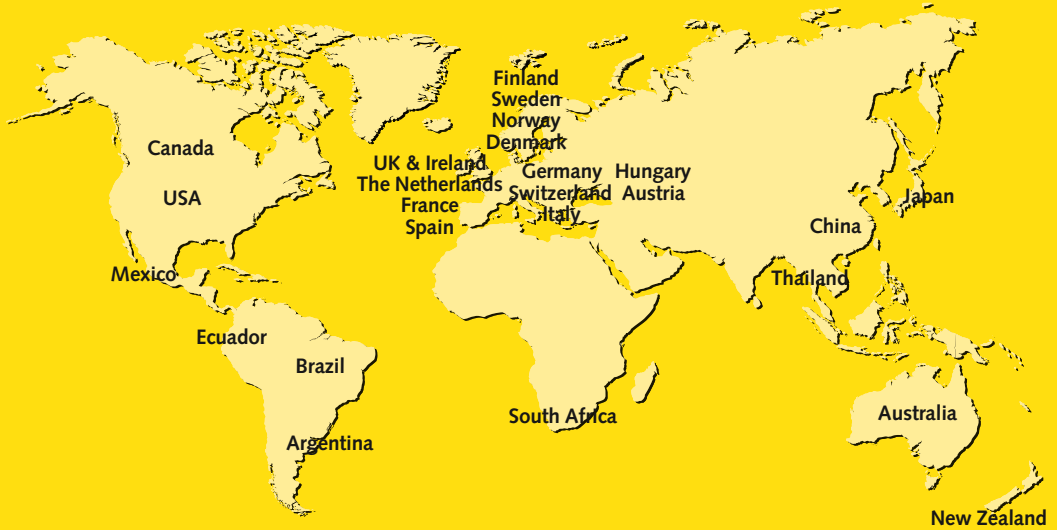 Finland
Sweden
Norway
Denmark
Canada
UK & Ireland
The Netherlands
France
Spain
Germany
Switzerland
Italy
Hungary
Austria
USA
Japan
China
Mexico
Thailand
Ecuador
Brazil
South Africa
Australia
Argentina
New Zealand